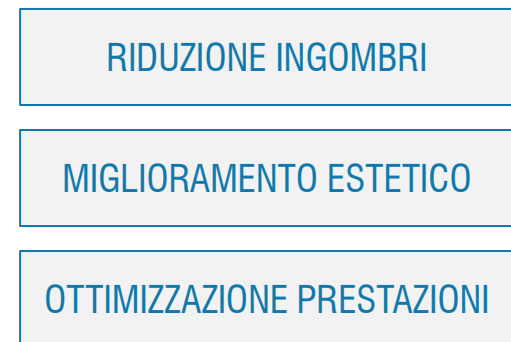 RIDUZIONE INGOMBRI
MIGLIORAMENTO ESTETICO
OTTIMIZZAZIONE PRESTAZIONI